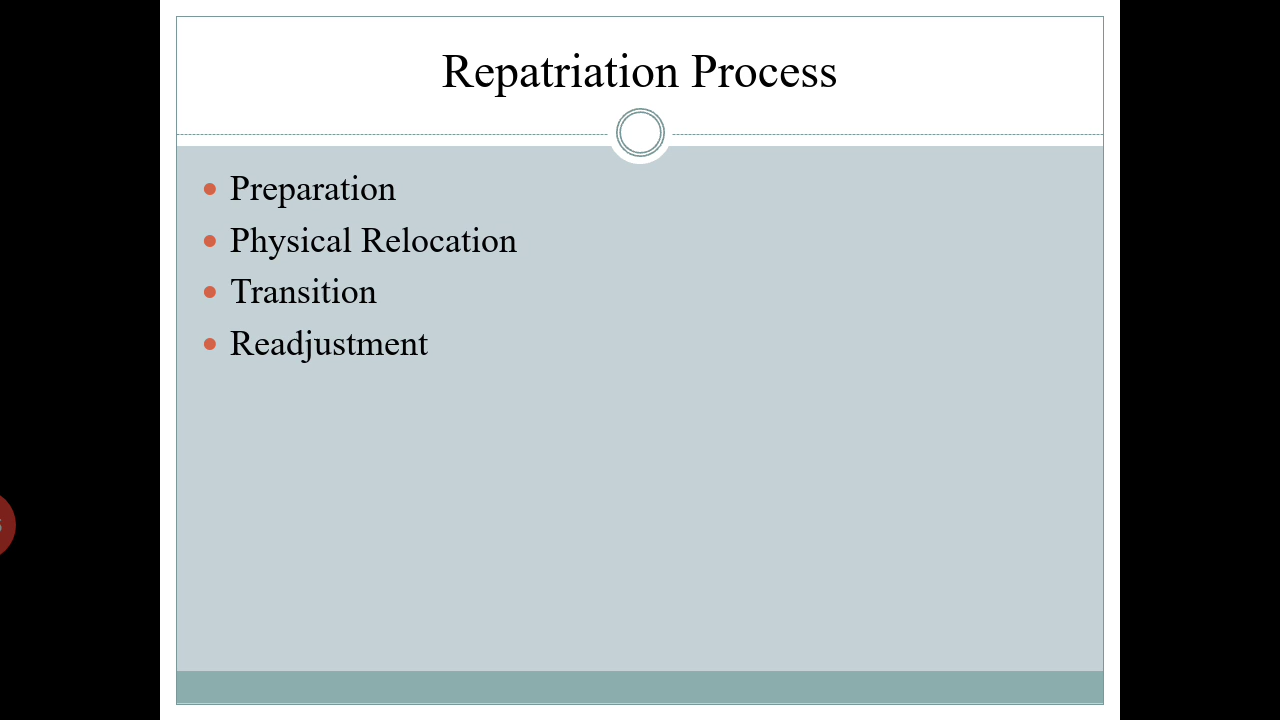 Repatriation Process
Preparation
Physical Relocation
Transition
Readjustment